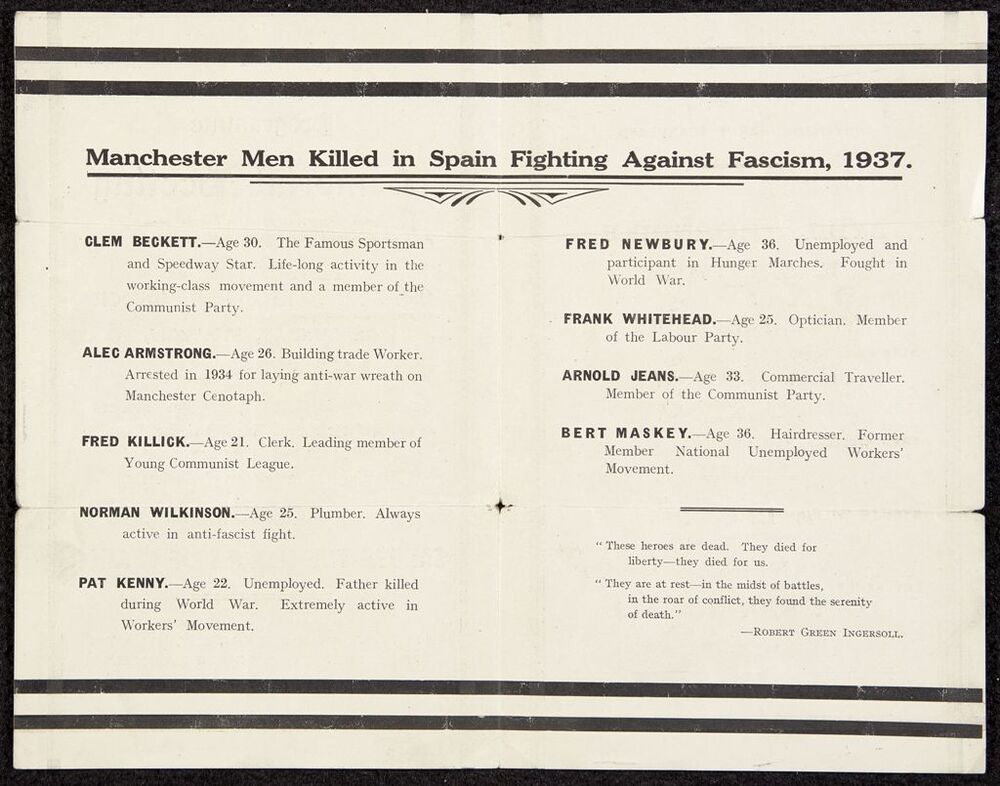 Manchester Men Killed in Spain Fighting Against Fascism, 1937.
CLEM BECKETT.—Age 30. The Famous Sportsman
and Speedway Star. Life-long activity in the
working-class movement and a member of the
Communist Party.
ALEC ARMSTRONG.—Age 26. Building trade Worker.
Arrested in 1934 for laying anti-war wreath on
Manchester Cenotaph.
FRED KILLICK.—Age 21. Clerk. Leading member of
Young Communist League.
NORMAN WILKINSON.—Age 25. Plumber. Always
active in anti-fascist fight.
PAT KENNY.—Age 22. Unemployed. Father killed
during World War. Extremely active in
Workers' Movement.
FRED NEWBURY.—Age 36. Unemployed and
participant in Hunger Marches. Fought in
World War.
FRANK WHITEHEAD.—Age 25. Optician. Member
of the Labour Party.
ARNOLD JEANS.—Age 33. Commercial Traveller.
Member of the Communist Party.
BERT MASKEY.—Age 36. Hairdresser. Former
Member National Unemployed Workers'
Movement.
“ These heroes are dead. They died for
liberty—they died for us.
“ They are at rest—in the midst of battles,
in the roar of conflict, they found the serenity
of death.”
—ROBERT GREEN INGERSOLL.